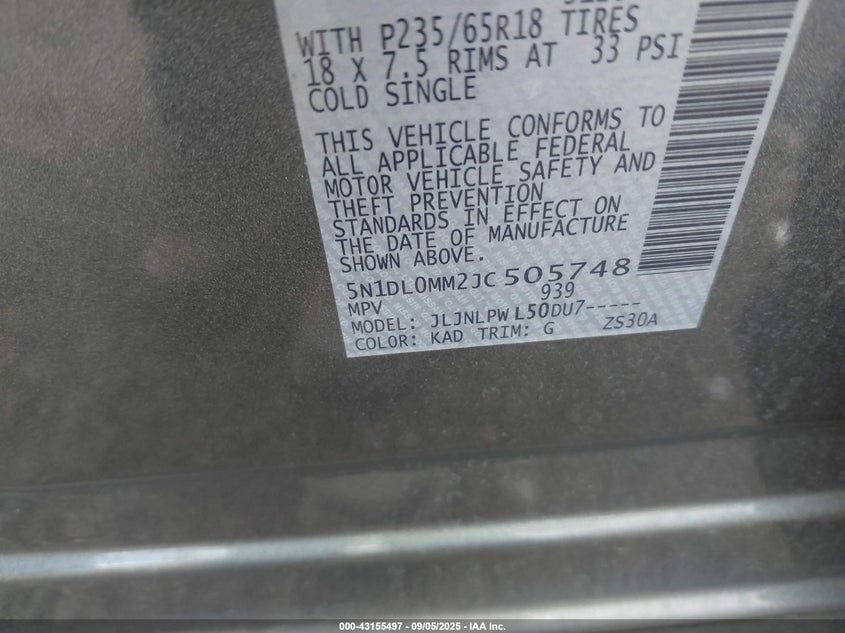 WITH P235/65R18 TIRES
18 X 7.5 RIMS AT 33 PSI
COLD SINGLE
THIS VEHICLE CONFORMS TO
ALL APPLICABLE FEDERAL
MOTOR VEHICLE SAFETY AND
THEFT PREVENTION
STANDARDS IN EFFECT ON
THE DATE OF MANUFACTURE
SHOWN ABOVE.
5N1DL0MM2JC505748
MPV 939
MODEL: JLJNLPWL50DU7-----
COLOR: KAD TRIM: G ZS30A
000-43155497 - 09/05/2025 - IAA Inc.